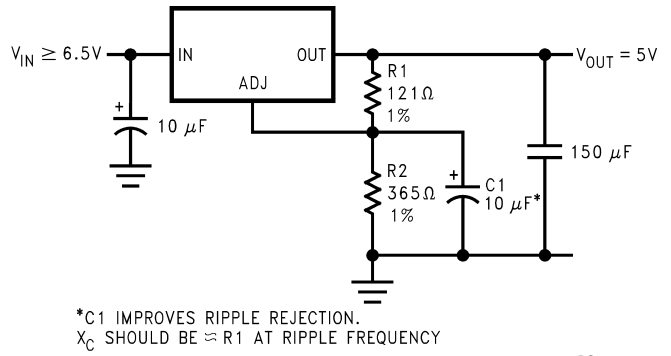 V_IN ≥ 6.5V
IN
OUT
ADJ
V_OUT = 5V
R1
121Ω
1%
+
10 μF
R2
365Ω
1%
+
C1
10 μF*
150 μF
*C1 IMPROVES RIPPLE REJECTION.
X_C SHOULD BE ≈ R1 AT RIPPLE FREQUENCY